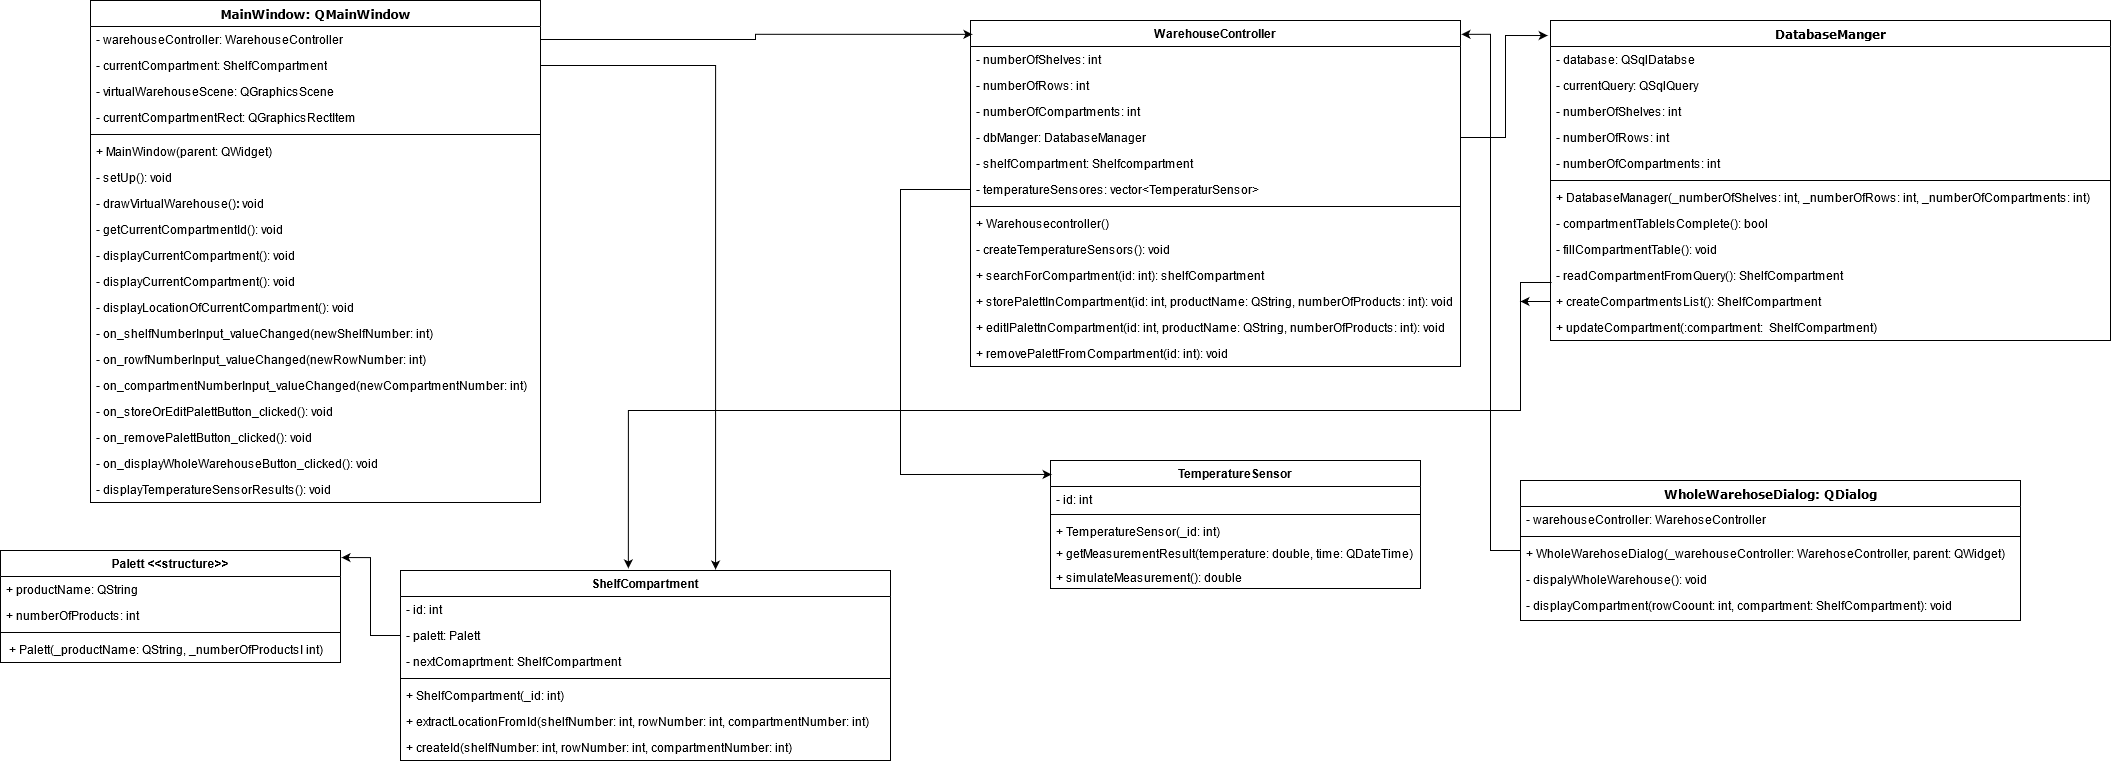 MainWindow: QMainWindow
- warehouseController: WarehouseController
- currentCompartment: ShelfCompartment
- virtualWarehouseScene: QGraphicsScene
- currentCompartmentRect: QGraphicsRectItem
+ MainWindow(parent: QWidget)
- setUp(): void
- drawVirtualWarehouse(): void
- getCurrentCompartmentId(): void
- displayCurrentCompartment(): void
- displayCurrentCompartment(): void
- displayLocationOfCurrentCompartment(): void
- on_shelfNumberInput_valueChanged(newShelfNumber: int)
- on_rowfNumberInput_valueChanged(newRowNumber: int)
- on_compartmentNumberInput_valueChanged(newCompartmentNumber: int)
- on_storeOrEditPalettButton_clicked(): void
- on_removePalettButton_clicked(): void
- on_displayWholeWarehouseButton_clicked(): void
- displayTemperatureSensorResults(): void
WarehouseController
- numberOfShelves: int
- numberOfRows: int
- numberOfCompartments: int
- dbManger: DatabaseManager
- shelfCompartment: Shelfcompartment
- temperatureSensores: vector<TemperaturSensor>
+ Warehousecontroller()
- createTemperatureSensors(): void
+ searchForCompartment(id: int): shelfCompartment
+ storePalettInCompartment(id: int, productName: QString, numberOfProducts: int): void
+ editIPalettnCompartment(id: int, productName: QString, numberOfProducts: int): void
+ removePalettFromCompartment(id: int): void
DatabaseManger
- database: QSqlDatabse
- currentQuery: QSqlQuery
- numberOfShelves: int
- numberOfRows: int
- numberOfCompartments: int
+ DatabaseManager(_numberOfShelves: int, _numberOfRows: int, _numberOfCompartments: int)
- compartmentTableIsComplete(): bool
- fillCompartmentTable(): void
- readCompartmentFromQuery(): ShelfCompartment
+ createCompartmentsList(): ShelfCompartment
+ updateCompartment(:compartment: ShelfCompartment)
TemperatureSensor
- id: int
+ TemperatureSensor(_id: int)
+ getMeasurementResult(temperature: double, time: QDateTime)
+ simulateMeasurement(): double
WholeWarehoseDialog: QDialog
- warehouseController: WarehoseController
+ WholeWarehoseDialog(_warehouseController: WarehoseController, parent: QWidget)
- dispalyWholeWarehouse(): void
- displayCompartment(rowCoount: int, compartment: ShelfCompartment): void
Palett <<structure>>
+ productName: QString
+ numberOfProducts: int
+ Palett(_productName: QString, _numberOfProductsI int)
ShelfCompartment
- id: int
- palett: Palett
- nextComaprtment: ShelfCompartment
+ ShelfCompartment(_id: int)
+ extractLocationFromId(shelfNumber: int, rowNumber: int, compartmentNumber: int)
+ createId(shelfNumber: int, rowNumber: int, compartmentNumber: int)